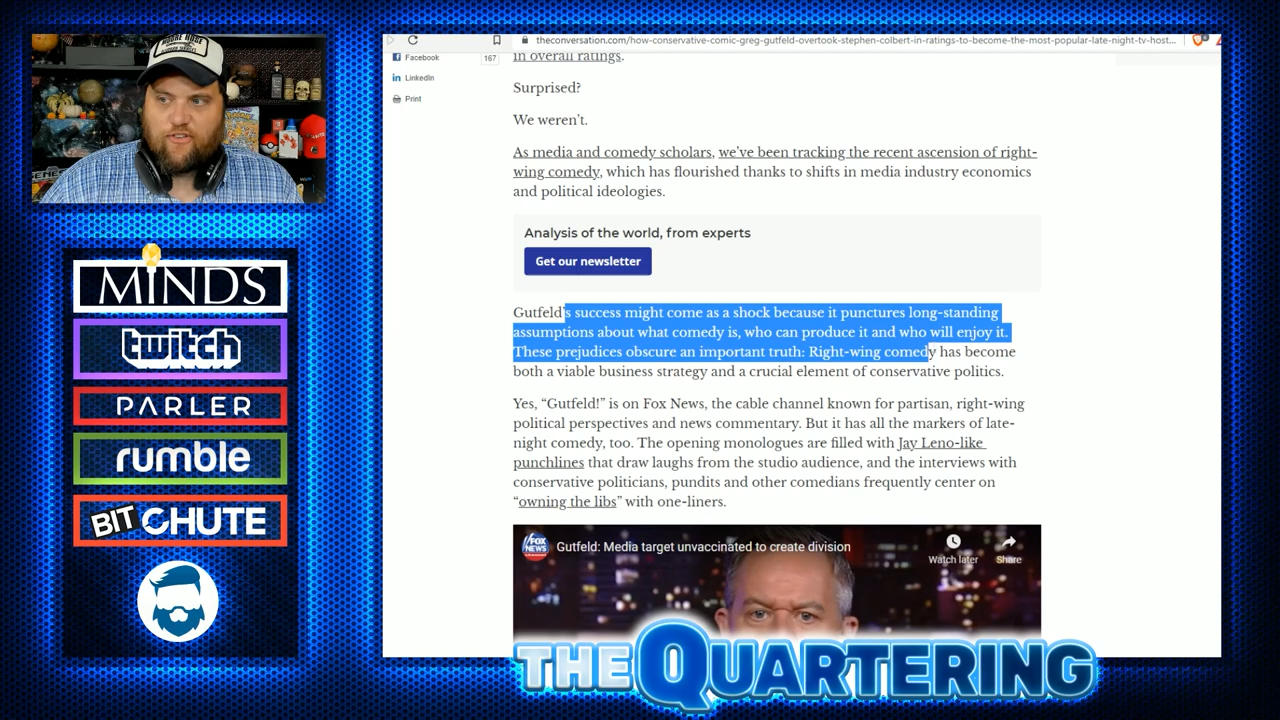 theconversation.com/how-conservative-comic-greg-gutfeld-overtook-stephen-colbert-in-ratings-to-become-the-most-popular-late-night-tv-host...
Facebook
167
LinkedIn
Print
in overall ratings.
Surprised?
We weren't.
As media and comedy scholars, we've been tracking the recent ascension of right-
wing comedy, which has flourished thanks to shifts in media industry economics
and political ideologies.
Analysis of the world, from experts
Get our newsletter
Gutfeld's success might come as a shock because it punctures long-standing
assumptions about what comedy is, who can produce it and who will enjoy it.
These prejudices obscure an important truth: Right-wing comedy has become
both a viable business strategy and a crucial element of conservative politics.
Yes, “Gutfeld!” is on Fox News, the cable channel known for partisan, right-wing
political perspectives and news commentary. But it has all the markers of late-
night comedy, too. The opening monologues are filled with Jay Leno-like
punchlines that draw laughs from the studio audience, and the interviews with
conservative politicians, pundits and other comedians frequently center on
“owning the libs” with one-liners.
FOX NEWS
Gutfeld: Media target unvaccinated to create division
Watch later
Share
MINDS
twitch
PARLER
rumble
BITCHUTE
THE QUARTERING